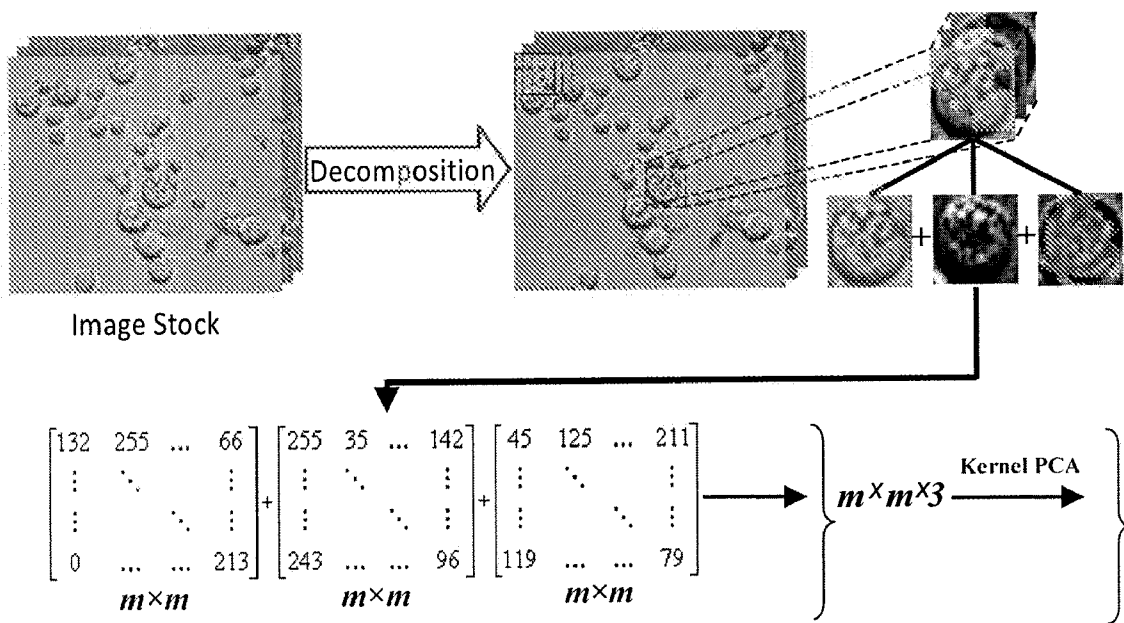 Decomposition
+ +
Image Stock
132 255 ... 66 255 35 ... 142 45 125 ... 211
⋮ ⋱ ⋮ ⋮ ⋱ ⋮ ⋮ ⋱ ⋮
+ +
⋮ ⋱ ⋮ ⋮ ⋱ ⋮ ⋮ ⋱ ⋮
0 ... ... 213 243 ... ... 96 119 ... ... 79
m×m m×m m×m
m×m×3
Kernel PCA